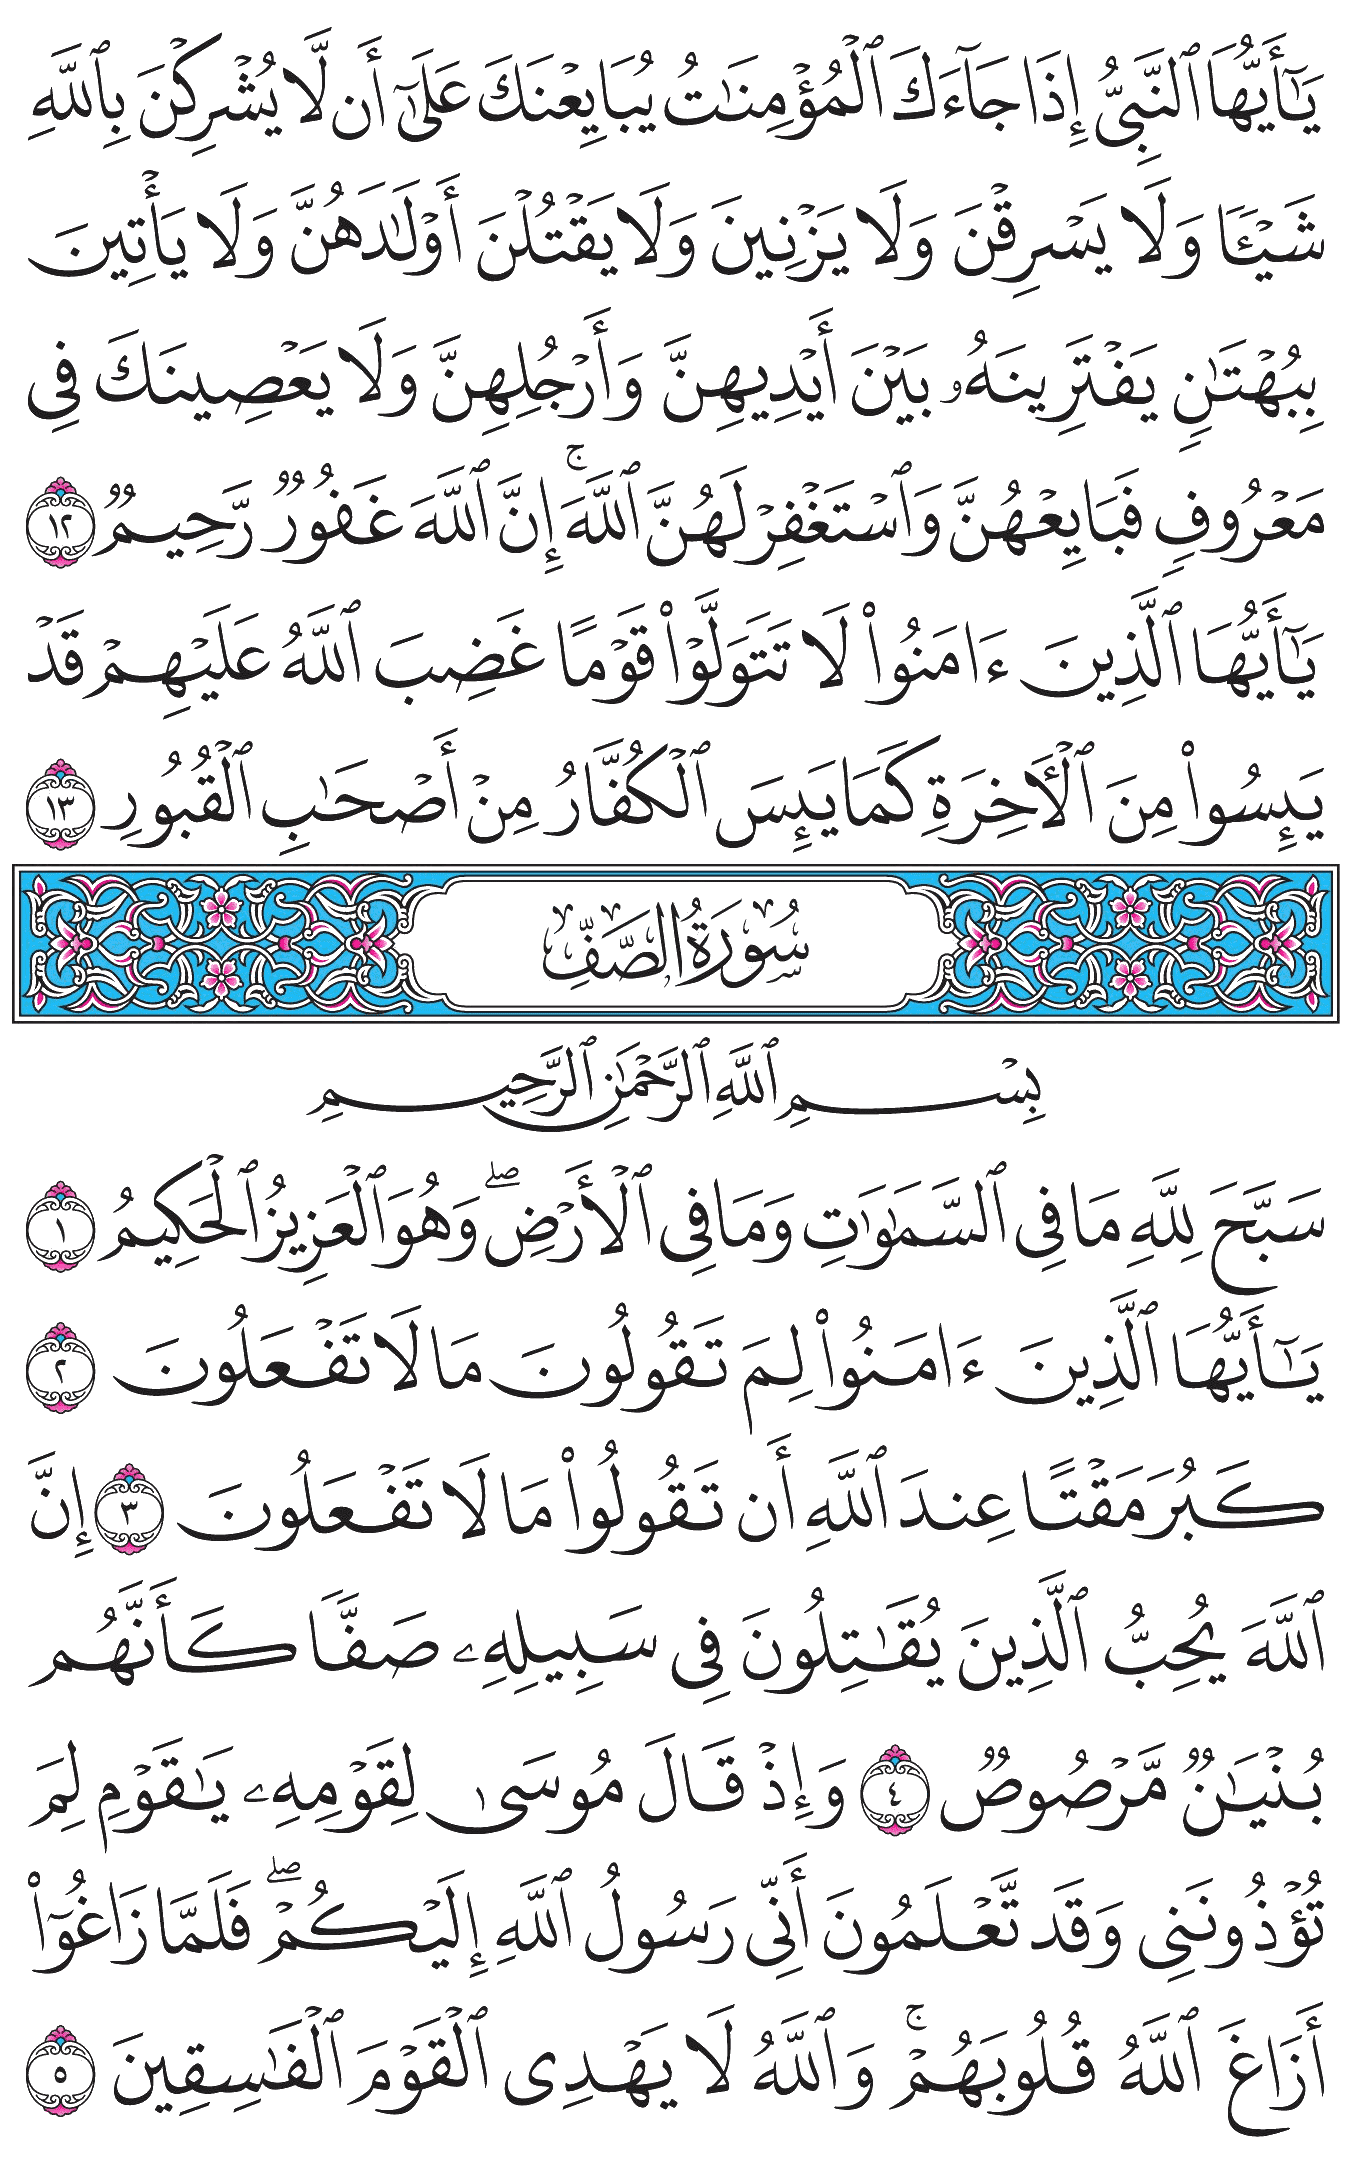 يَٰٓأَيُّهَا ٱلنَّبِيُّ إِذَا جَآءَكَ ٱلۡمُؤۡمِنَٰتُ يُبَايِعۡنَكَ عَلَىٰٓ أَن لَّا يُشۡرِكۡنَ بِٱللَّهِ
شَيۡـٔٗا وَلَا يَسۡرِقۡنَ وَلَا يَزۡنِينَ وَلَا يَقۡتُلۡنَ أَوۡلَٰدَهُنَّ وَلَا يَأۡتِينَ
بِبُهۡتَٰنٖ يَفۡتَرِينَهُۥ بَيۡنَ أَيۡدِيهِنَّ وَأَرۡجُلِهِنَّ وَلَا يَعۡصِينَكَ فِي
مَعۡرُوفٖ فَبَايِعۡهُنَّ وَٱسۡتَغۡفِرۡ لَهُنَّ ٱللَّهَۚ إِنَّ ٱللَّهَ غَفُورٞ رَّحِيمٞ ١٢
يَٰٓأَيُّهَا ٱلَّذِينَ ءَامَنُواْ لَا تَتَوَلَّوۡاْ قَوۡمًا غَضِبَ ٱللَّهُ عَلَيۡهِمۡ قَدۡ
يَئِسُواْ مِنَ ٱلۡأٓخِرَةِ كَمَا يَئِسَ ٱلۡكُفَّارُ مِنۡ أَصۡحَٰبِ ٱلۡقُبُورِ ١٣
سُورَةُ الصَّفِّ
بِسۡمِ ٱللَّهِ ٱلرَّحۡمَٰنِ ٱلرَّحِيمِ
سَبَّحَ لِلَّهِ مَا فِي ٱلسَّمَٰوَٰتِ وَمَا فِي ٱلۡأَرۡضِۖ وَهُوَ ٱلۡعَزِيزُ ٱلۡحَكِيمُ ١
يَٰٓأَيُّهَا ٱلَّذِينَ ءَامَنُواْ لِمَ تَقُولُونَ مَا لَا تَفۡعَلُونَ ٢
كَبُرَ مَقۡتًا عِندَ ٱللَّهِ أَن تَقُولُواْ مَا لَا تَفۡعَلُونَ ٣ إِنَّ
ٱللَّهَ يُحِبُّ ٱلَّذِينَ يُقَٰتِلُونَ فِي سَبِيلِهِۦ صَفّٗا كَأَنَّهُم
بُنۡيَٰنٞ مَّرۡصُوصٞ ٤ وَإِذۡ قَالَ مُوسَىٰ لِقَوۡمِهِۦ يَٰقَوۡمِ لِمَ
تُؤۡذُونَنِي وَقَد تَّعۡلَمُونَ أَنِّي رَسُولُ ٱللَّهِ إِلَيۡكُمۡۖ فَلَمَّا زَاغُوٓاْ
أَزَاغَ ٱللَّهُ قُلُوبَهُمۡۚ وَٱللَّهُ لَا يَهۡدِي ٱلۡقَوۡمَ ٱلۡفَٰسِقِينَ ٥